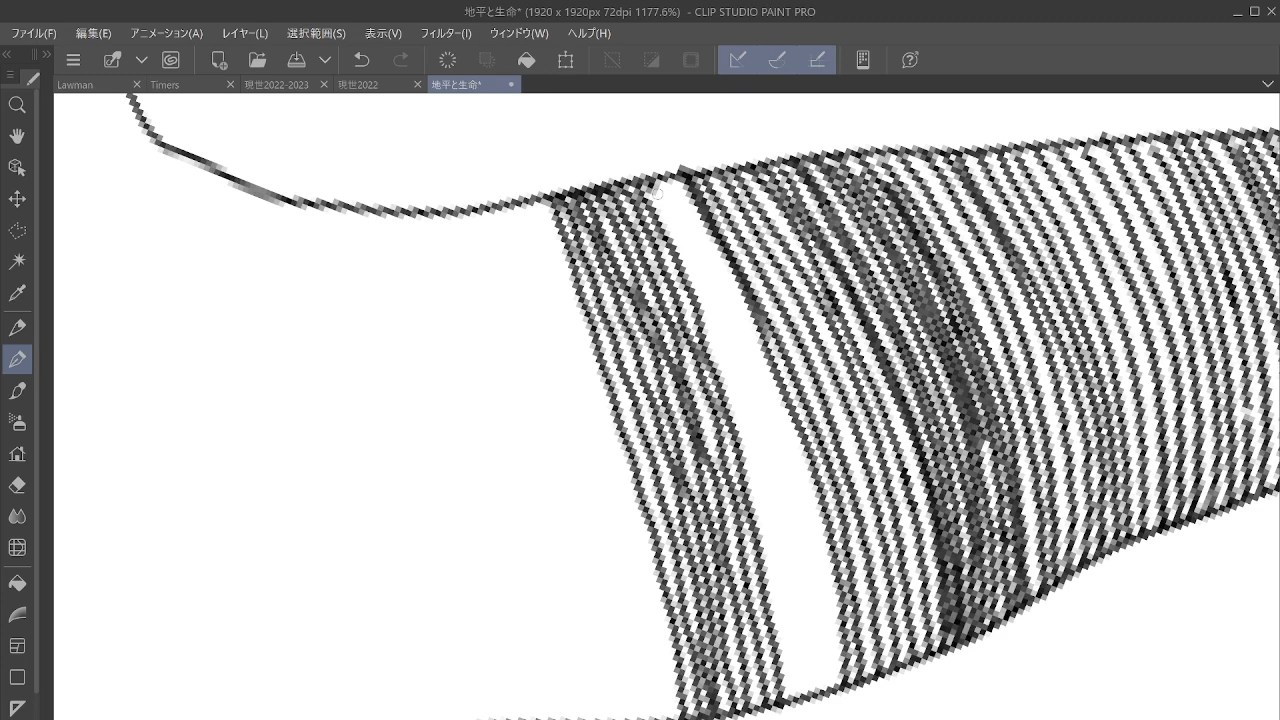 地平と生命* (1920 x 1920px 72dpi 1177.6%) - CLIP STUDIO PAINT PRO
ファイル(F) 編集(E) アニメーション(A) レイヤー(L) 選択範囲(S) 表示(V) フィルター(I) ウィンドウ(W) ヘルプ(H)
Lawman Timers 現世2022-2023 現世2022 地平と生命*